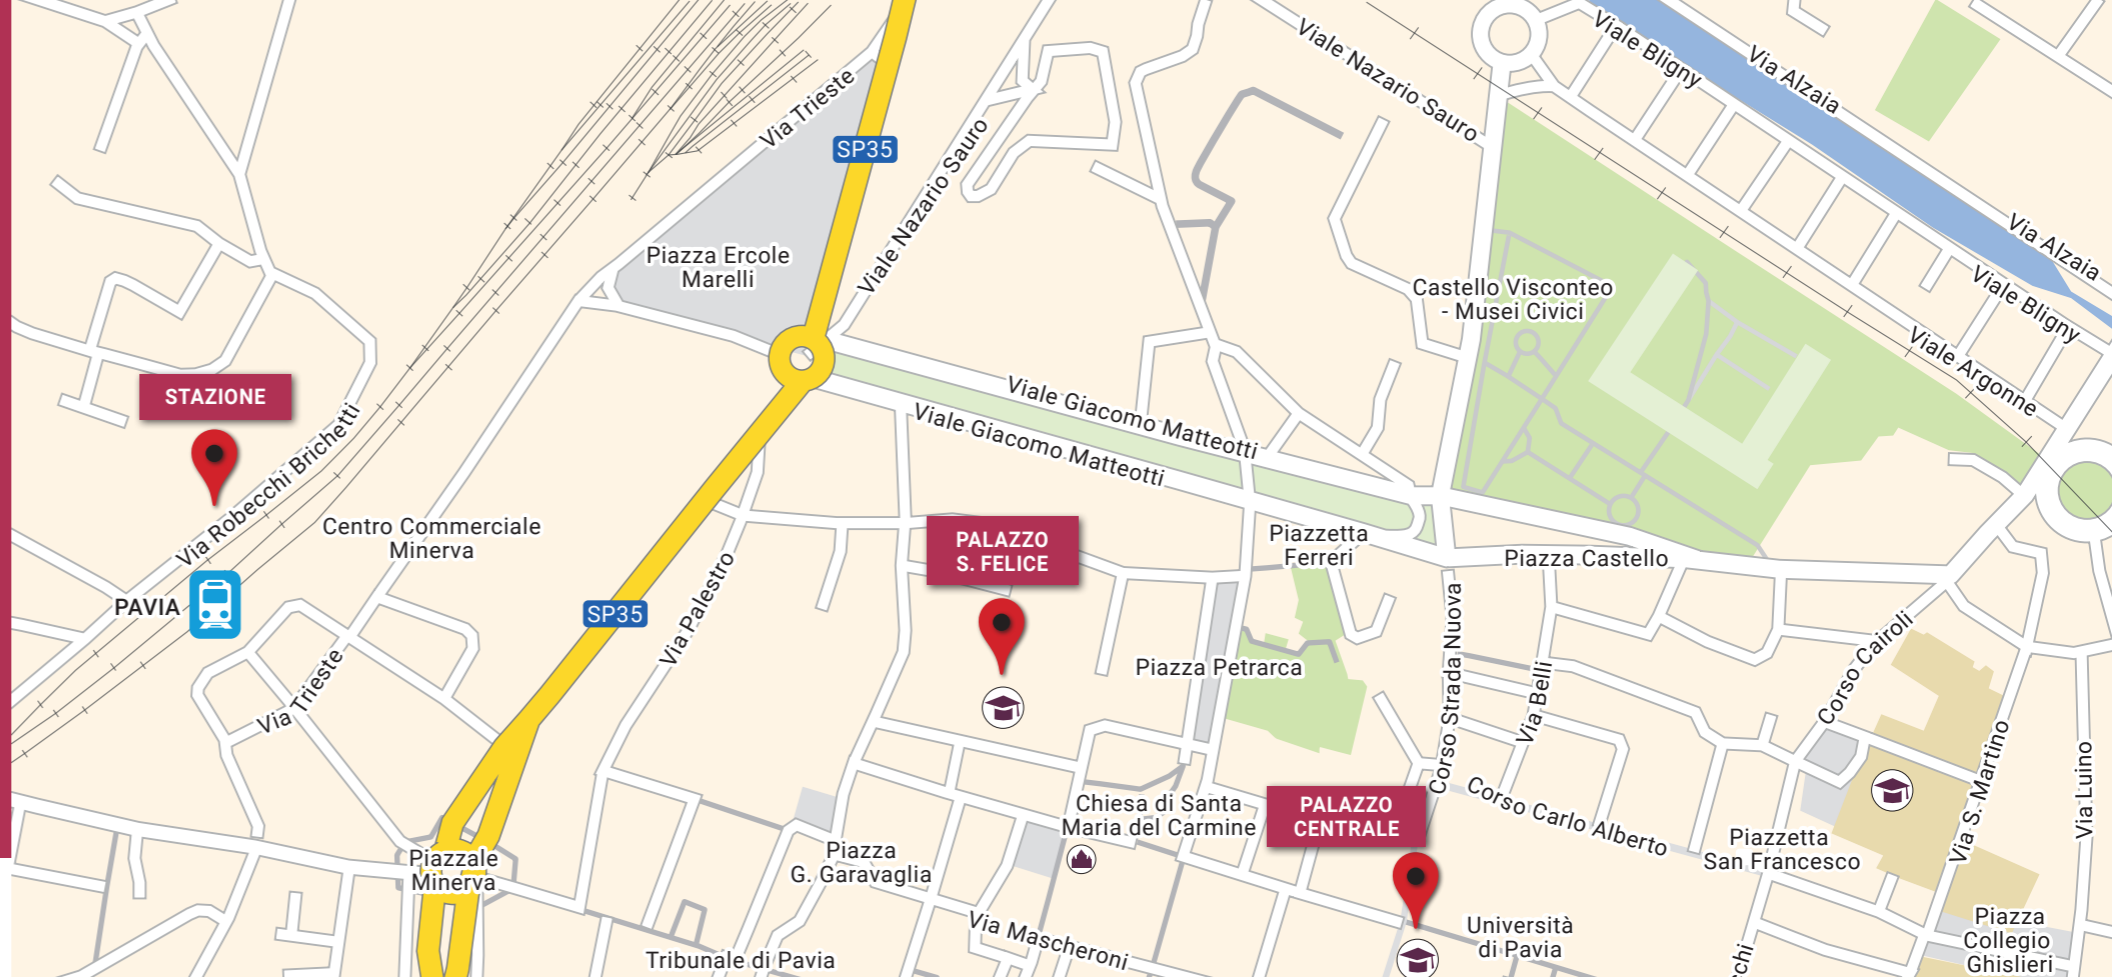 Viale Nazario Sauro
Viale Bligny
Via Alzaia
Via Trieste
SP35
Viale Nazario Sauro
Via Alzaia
Piazza Ercole
Marelli
Castello Visconteo
- Musei Civici
Viale Bligny
Viale Argonne
STAZIONE
Viale Giacomo Matteotti
Viale Giacomo Matteotti
Via Robecchi Brichetti
Centro Commerciale
Minerva
PALAZZO
S. FELICE
Piazzetta
Ferreri
Piazza Castello
PAVIA
SP35
Via Palestro
Piazza Petrarca
Corso Strada Nuova
Via Belli
Corso Cairoli
Via Trieste
Via S. Martino
Via Luino
Chiesa di Santa
Maria del Carmine
PALAZZO
CENTRALE
Corso Carlo Alberto
Piazzetta
San Francesco
Piazzale
Minerva
Piazza
G. Garavaglia
Via Mascheroni
Università
di Pavia
Piazza
Collegio
Ghislieri
Tribunale di Pavia
echi